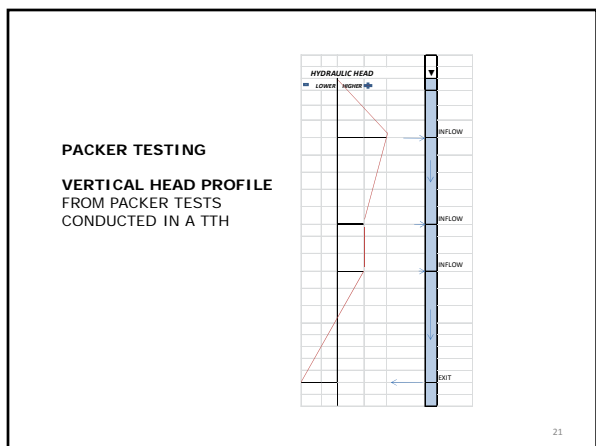 PACKER TESTING
VERTICAL HEAD PROFILE
FROM PACKER TESTS
CONDUCTED IN A TTH
HYDRAULIC HEAD
- LOWER HIGHER +
INFLOW
INFLOW
INFLOW
EXIT
21